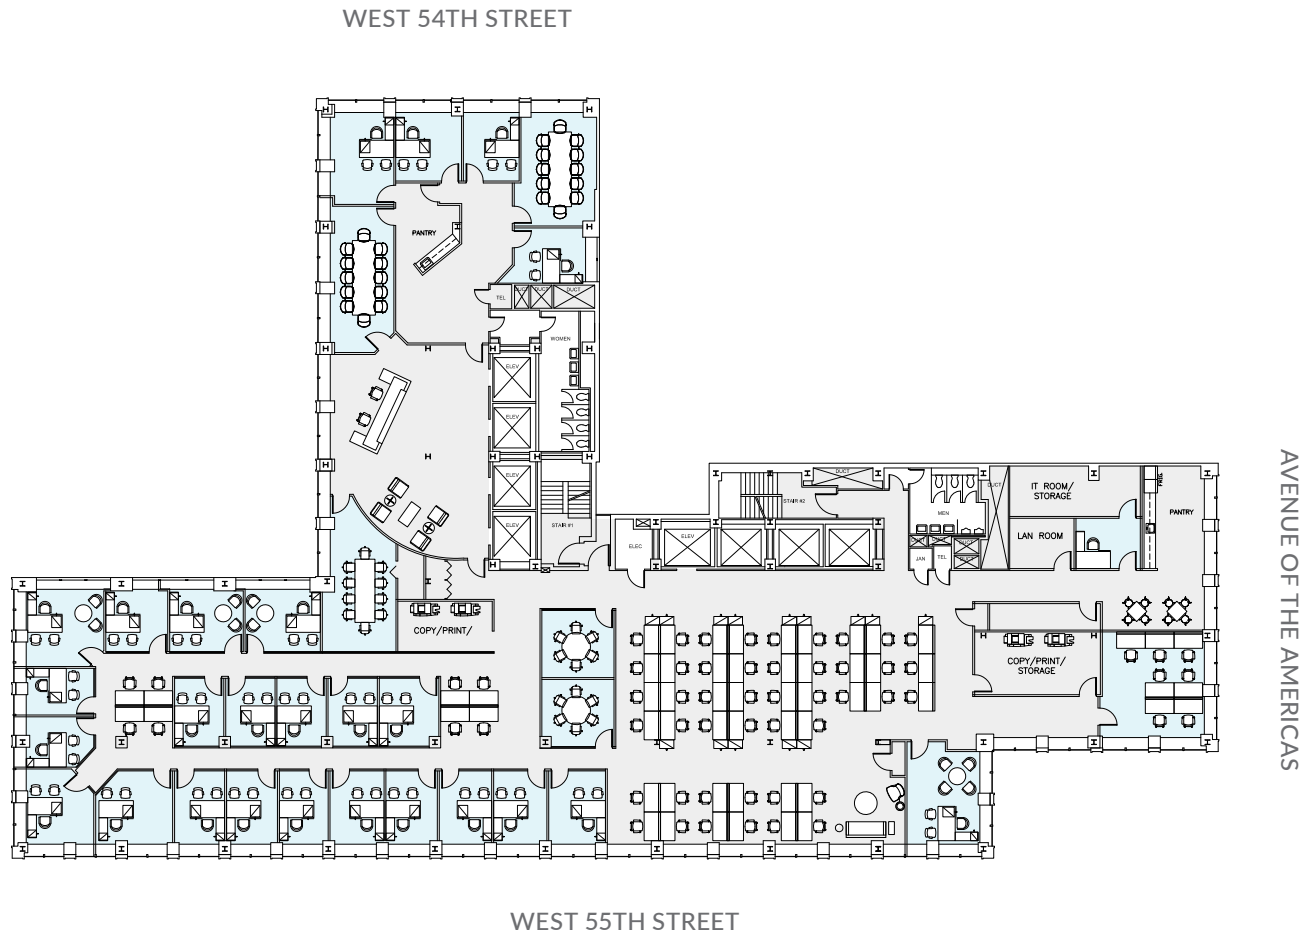 WEST 54TH STREET
PANTRY
TEL
DUCT
DUCT
DUCT
WOMEN
ELEV
ELEV
ELEV
ELEV
STAIR #1
COPY/PRINT/
ELEC
ELEV
STAIR #2
DUCT
MEN
DUCT
JAN
TEL
DUCT
DUCT
IT ROOM/
STORAGE
LAN ROOM
PANTRY
COPY/PRINT/
STORAGE
AVENUE OF THE AMERICAS
WEST 55TH STREET